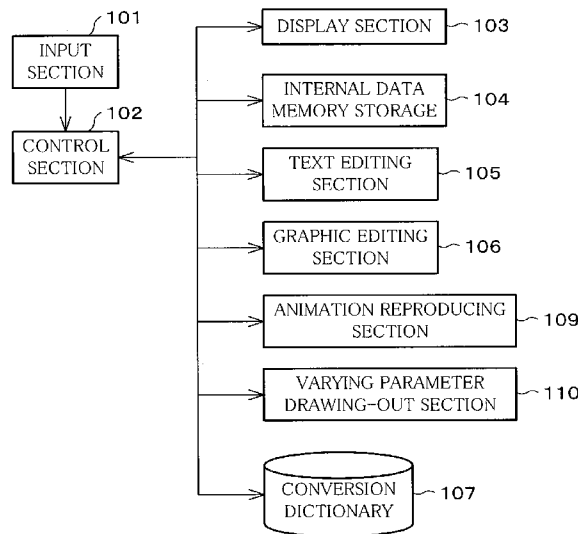 101
INPUT
SECTION
102
CONTROL
SECTION
DISPLAY SECTION
103
INTERNAL DATA
MEMORY STORAGE
104
TEXT EDITING
SECTION
105
GRAPHIC EDITING
SECTION
106
ANIMATION REPRODUCING
SECTION
109
VARYING PARAMETER
DRAWING-OUT SECTION
110
CONVERSION
DICTIONARY
107